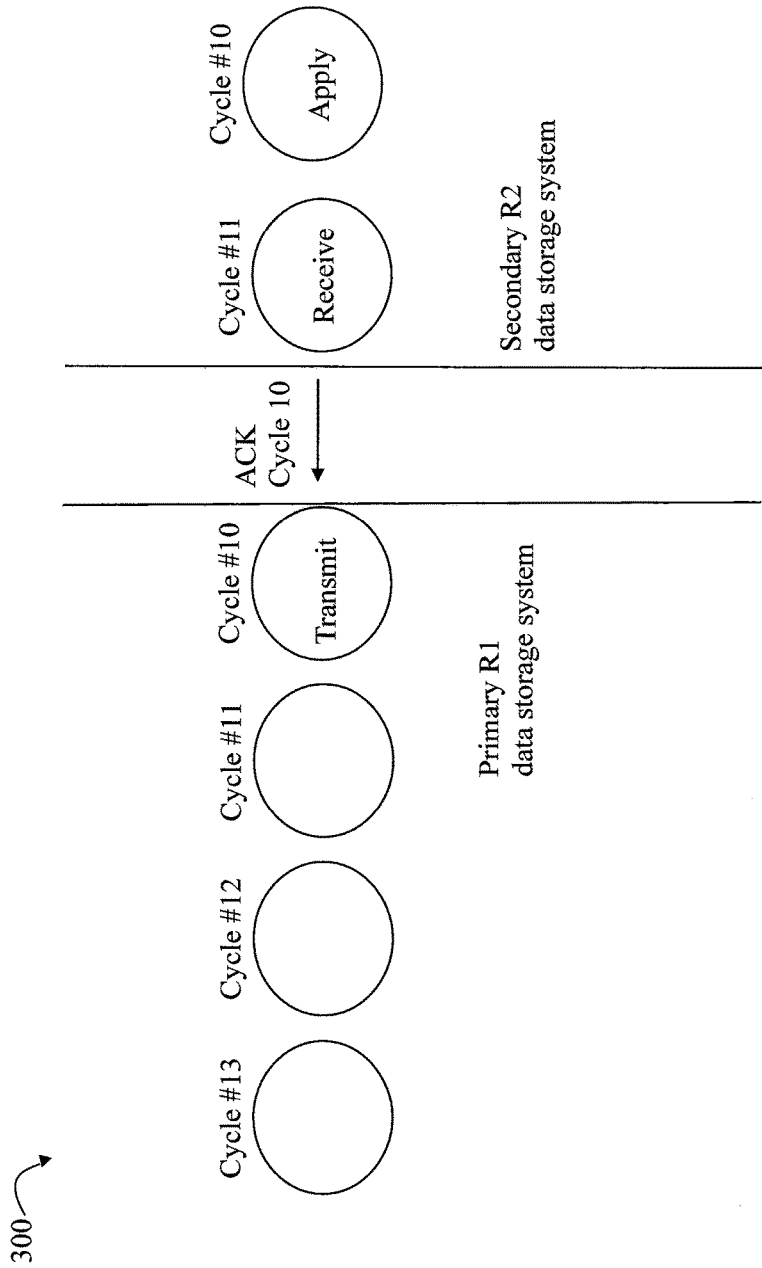 300
Cycle #13
Cycle #12
Cycle #11
Cycle #10
Transmit
ACK
Cycle 10
Cycle #11
Receive
Cycle #10
Apply
Primary R1
data storage system
Secondary R2
data storage system